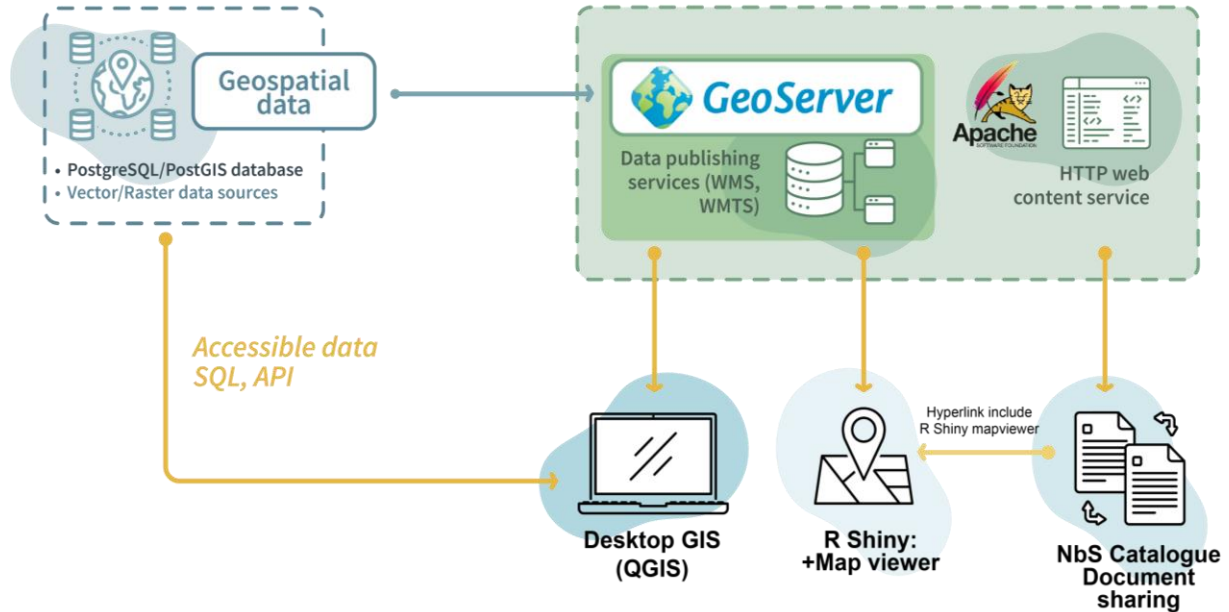 Geospatial
data
• PostgreSQL/PostGIS database
• Vector/Raster data sources
GeoServer
Data publishing
services (WMS,
WMTS)
Apache
SOFTWARE FOUNDATION
HTTP web
content service
Accessible data
SQL, API
Hyperlink include
R Shiny mapviewer
Desktop GIS
(QGIS)
R Shiny:
+Map viewer
NbS Catalogue
Document
sharing